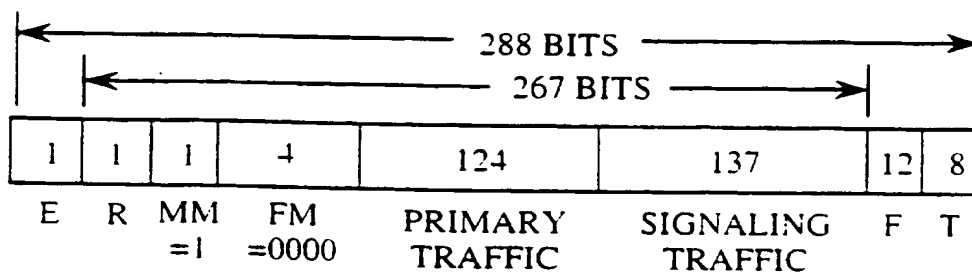 288 BITS
267 BITS
1 1 1 4 124 137 12 8
E R MM FM PRIMARY SIGNALING F T
=1 =0000 TRAFFIC TRAFFIC